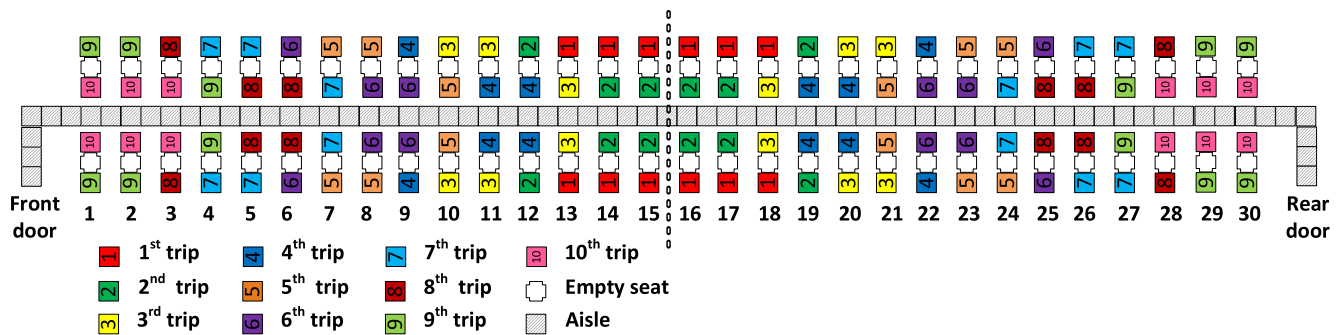 9 9 8 7 7 6 5 5 4 3 3 2 1 1 1 1 1 1 2 3 3 4 5 5 6 7 7 8 9 9
10 10 10 9 8 8 7 6 6 5 4 4 3 2 2 2 2 3 4 4 5 6 6 7 8 8 9 10 10 10
10 10 10 9 8 8 7 6 6 5 4 4 3 2 2 2 2 3 4 4 5 6 6 7 8 8 9 10 10 10
9 9 8 7 7 6 5 5 4 3 3 2 1 1 1 1 1 1 2 3 3 4 5 5 6 7 7 8 9 9
Front
door
1 2 3 4 5 6 7 8 9 10 11 12 13 14 15 16 17 18 19 20 21 22 23 24 25 26 27 28 29 30
Rear
door
1 1st trip 4 4th trip 7 7th trip 10 10th trip
2 2nd trip 5 5th trip 8 8th trip Empty seat
3 3rd trip 6 6th trip 9 9th trip Aisle